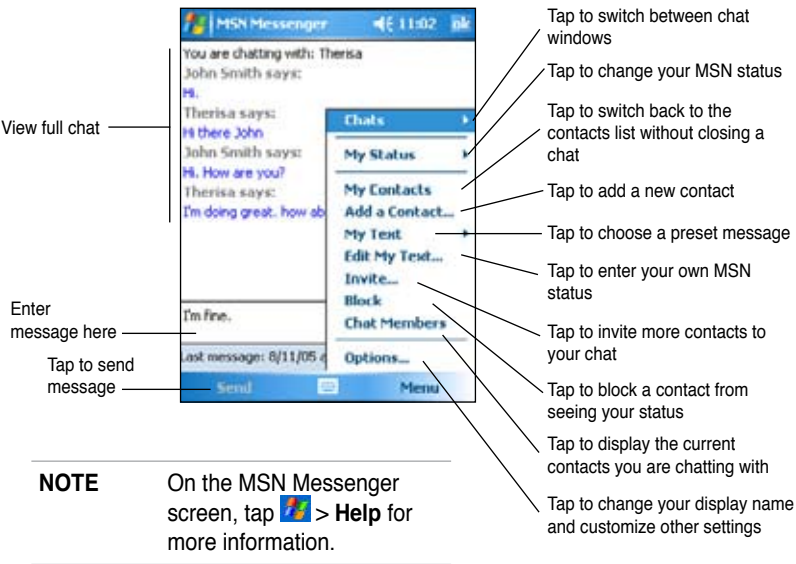 MSN Messenger 11:02 ok
You are chatting with: Therisa
John Smith says:
Hi.
Therisa says:
Hi there John
John Smith says:
Hi. How are you?
Therisa says:
I'm doing great. how ab
I'm fine.
Last message: 8/11/05
Send Menu
Chats
My Status
My Contacts
Add a Contact...
My Text
Edit My Text...
Invite...
Block
Chat Members
Options...
View full chat
Enter
message here
Tap to send
message
Tap to switch between chat
windows
Tap to change your MSN status
Tap to switch back to the
contacts list without closing a
chat
Tap to add a new contact
Tap to choose a preset message
Tap to enter your own MSN
status
Tap to invite more contacts to
your chat
Tap to block a contact from
seeing your status
Tap to display the current
contacts you are chatting with
Tap to change your display name
and customize other settings
NOTE On the MSN Messenger
screen, tap > Help for
more information.